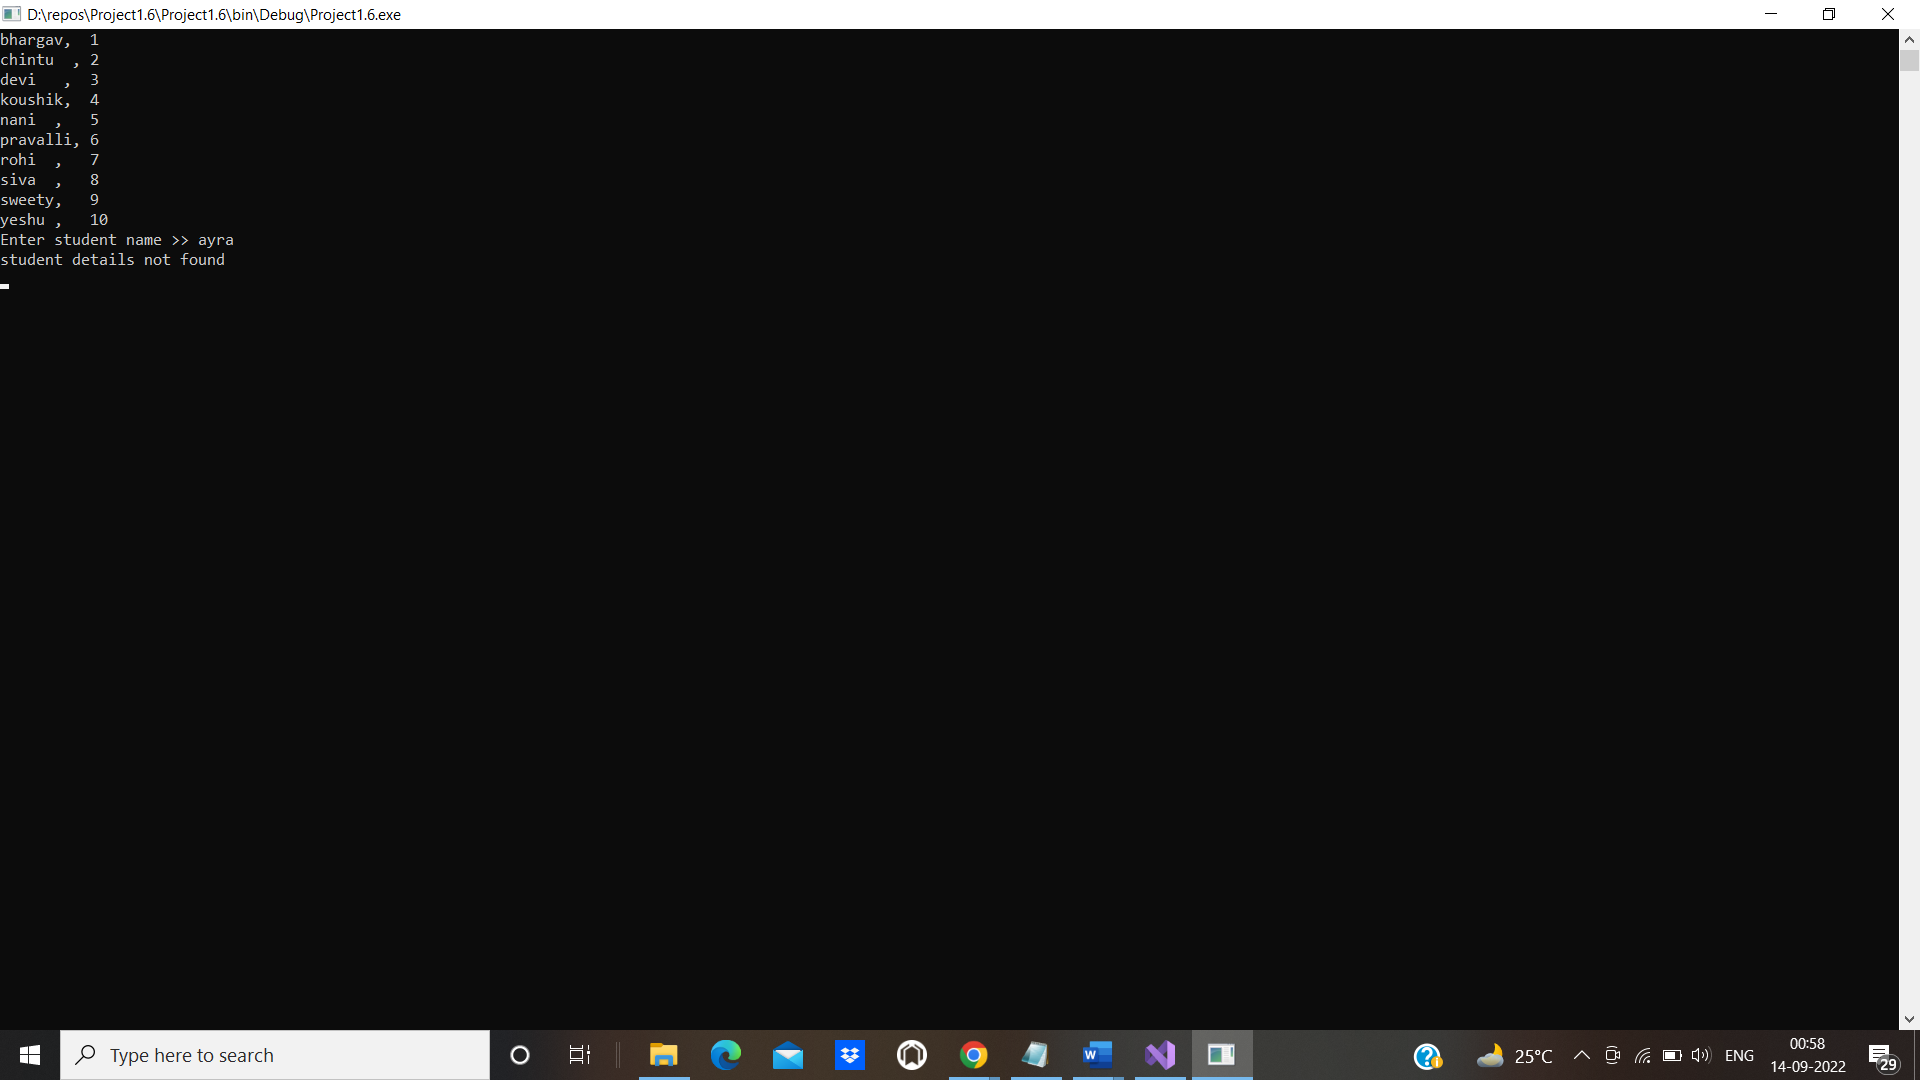 D:\repos\Project1.6\Project1.6\bin\Debug\Project1.6.exe
bhargav,  1
chintu  , 2
devi   ,  3
koushik,  4
nani  ,   5
pravalli, 6
rohi  ,   7
siva  ,   8
sweety,   9
yeshu ,   10
Enter student name >> ayra
student details not found
Type here to search
25°C
ENG
00:58
14-09-2022
29